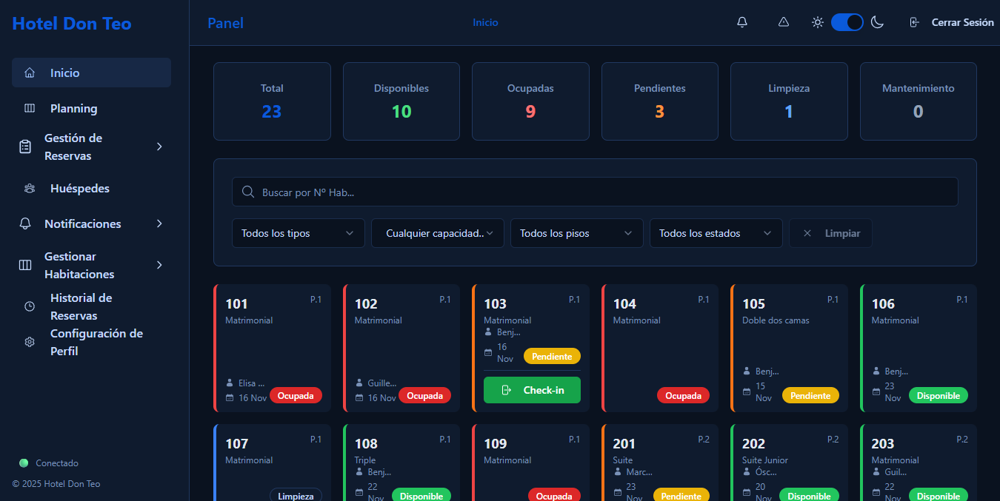 Hotel Don Teo
Panel
Inicio
Cerrar Sesión
Inicio
Planning
Gestión de
Reservas
Huéspedes
Notificaciones
Gestionar
Habitaciones
Historial de
Reservas
Configuración de
Perfil
Conectado
© 2025 Hotel Don Teo
Total
23
Disponibles
10
Ocupadas
9
Pendientes
3
Limpieza
1
Mantenimiento
0
Buscar por Nº Hab...
Todos los tipos
Cualquier capacidad..
Todos los pisos
Todos los estados
Limpiar
101
P.1
Matrimonial
Elisa ...
16 Nov
Ocupada
102
P.1
Matrimonial
Guille...
16 Nov
Ocupada
103
P.1
Matrimonial
Benj...
16
Nov
Pendiente
Check-in
104
P.1
Matrimonial
Ocupada
105
P.1
Doble dos camas
Benj...
15
Nov
Pendiente
106
P.1
Matrimonial
Benj...
23
Nov
Disponible
107
P.1
Matrimonial
Limpieza
108
P.1
Triple
Benj...
22
Nov
Disponible
109
P.1
Matrimonial
Ocupada
201
P.2
Suite
Marc...
23
Nov
Pendiente
202
P.2
Suite Junior
Ósc...
20
Nov
Disponible
203
P.2
Matrimonial
Guil...
22
Nov
Disponible